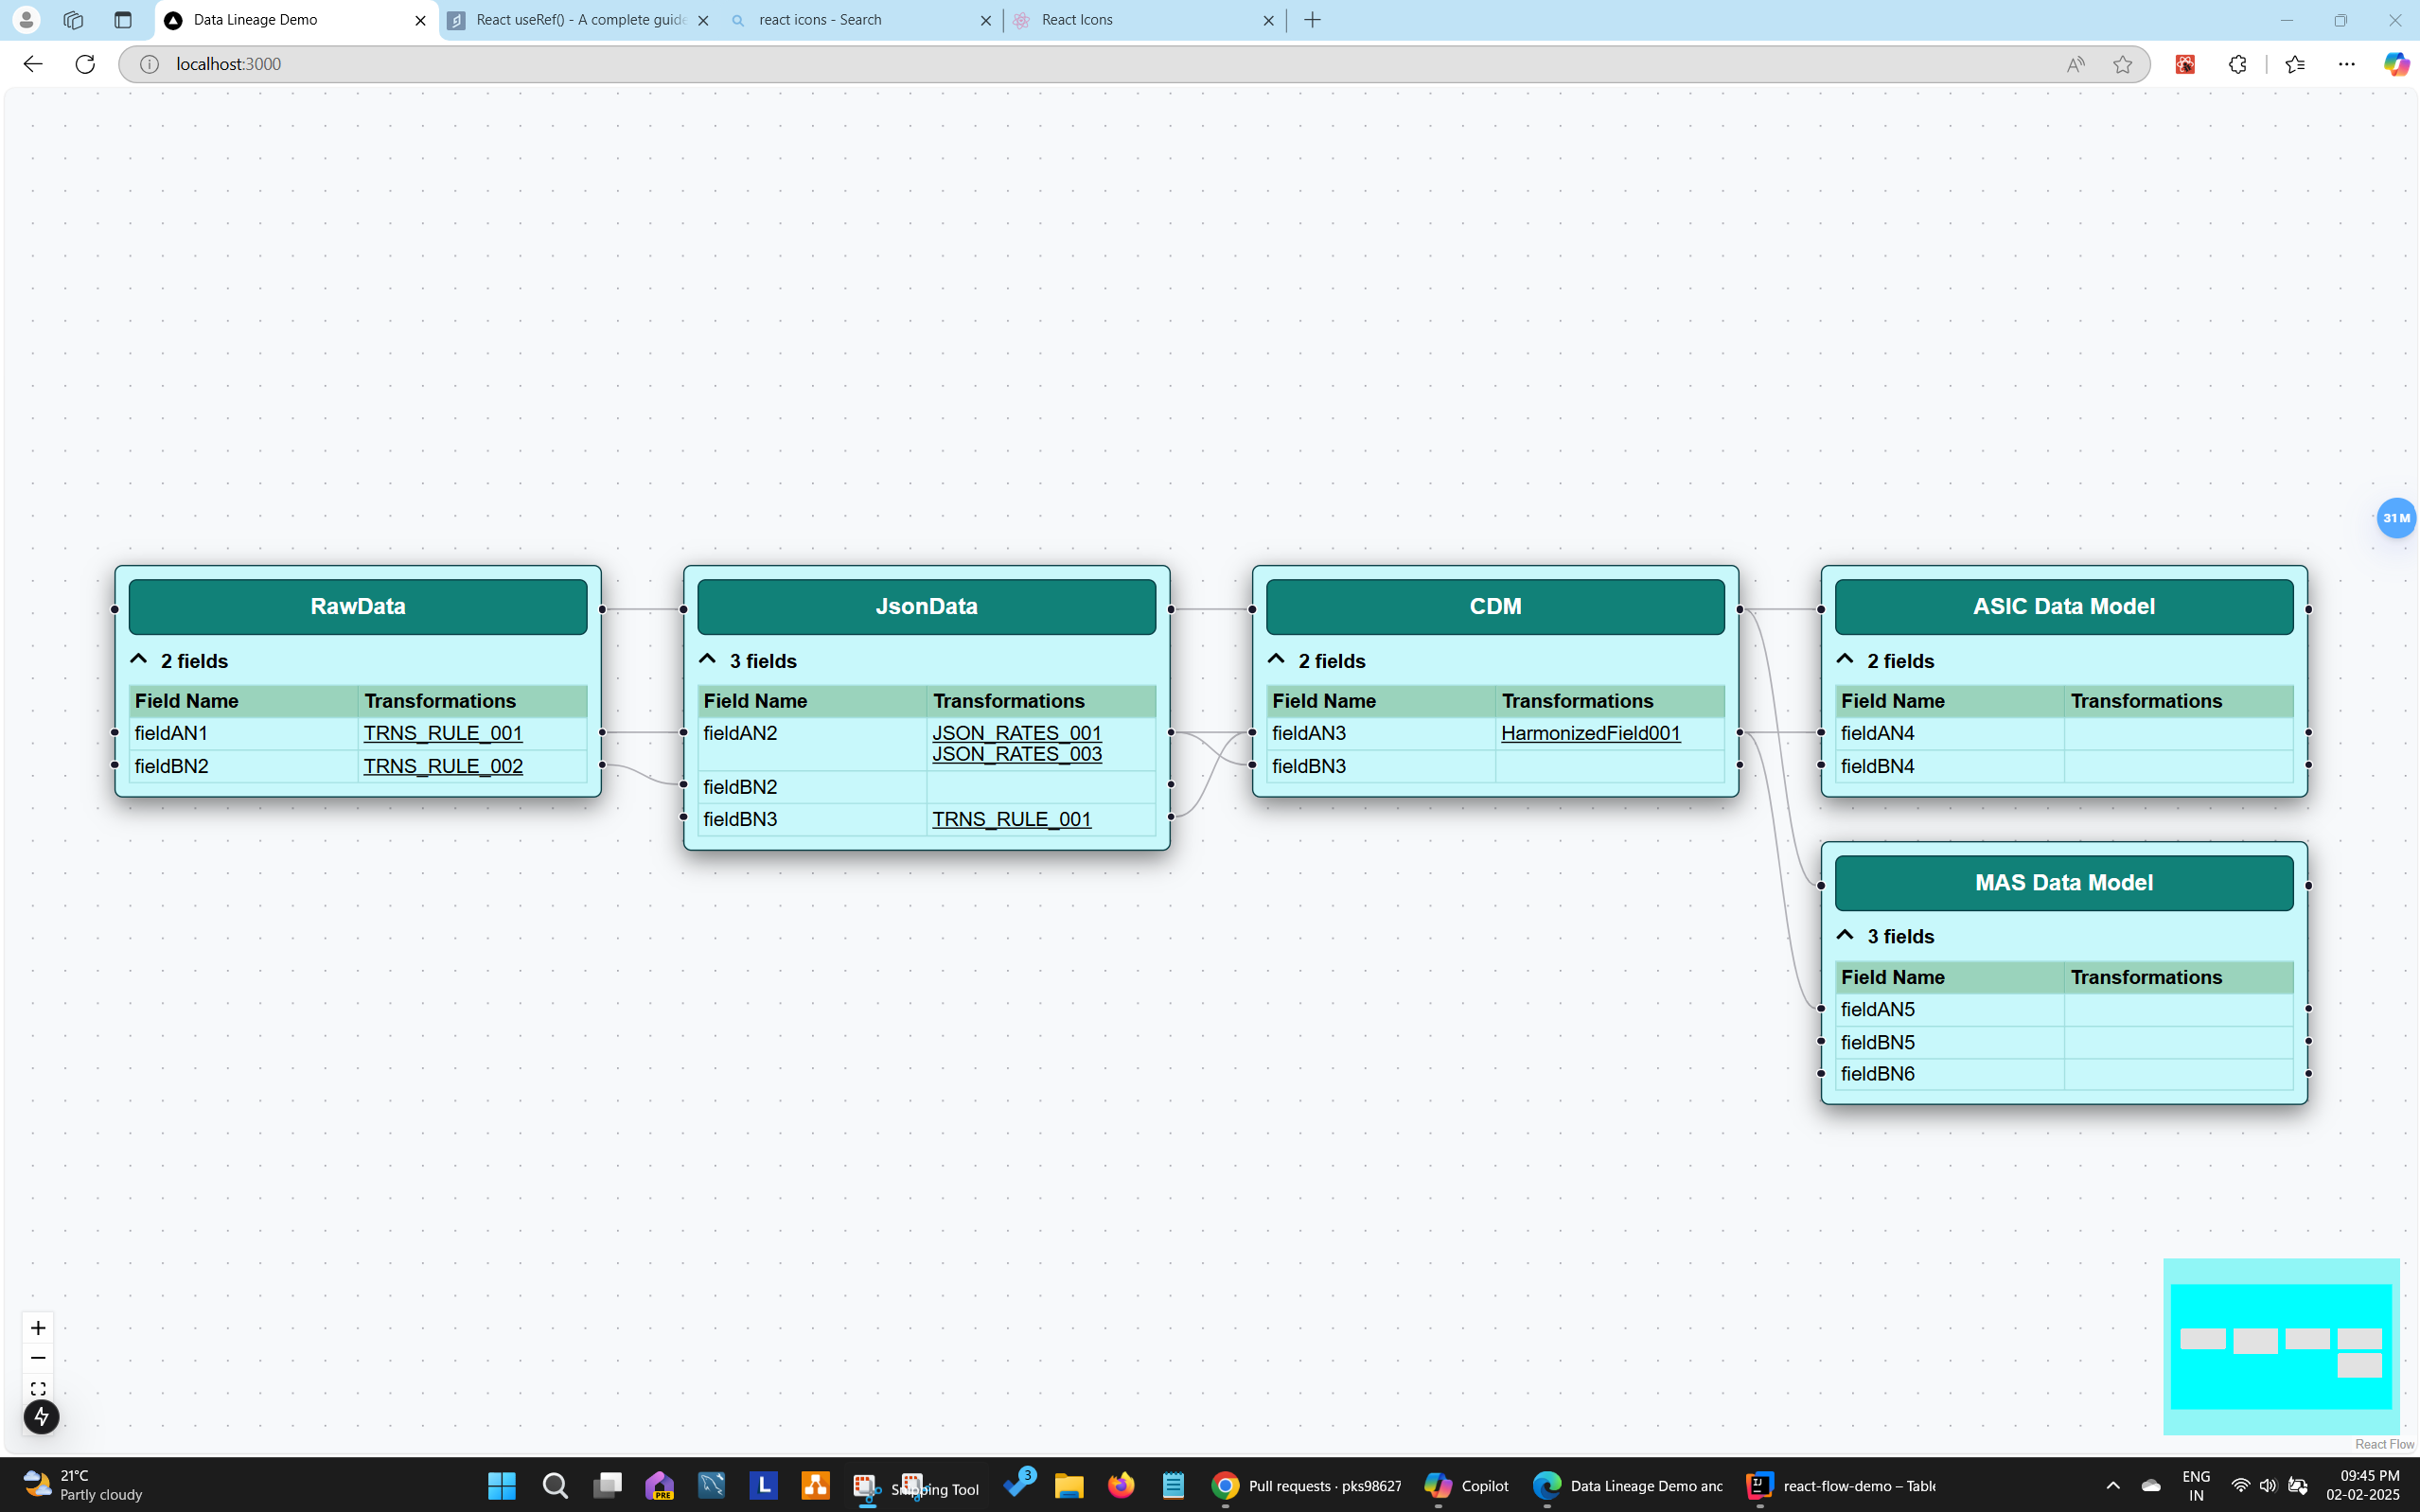 Data Lineage Demo
React useRef() - A complete guide
react icons - Search
React Icons
localhost:3000
31 M
RawData
2 fields
Field Name Transformations
fieldAN1 TRNS_RULE_001
fieldBN2 TRNS_RULE_002
JsonData
3 fields
Field Name Transformations
fieldAN2 JSON_RATES_001
JSON_RATES_003
fieldBN2
fieldBN3 TRNS_RULE_001
CDM
2 fields
Field Name Transformations
fieldAN3 HarmonizedField001
fieldBN3
ASIC Data Model
2 fields
Field Name Transformations
fieldAN4
fieldBN4
MAS Data Model
3 fields
Field Name Transformations
fieldAN5
fieldBN5
fieldBN6
React Flow
21°C
Partly cloudy
PRE
L
Snipping Tool
3
Pull requests · pks98627
Copilot
Data Lineage Demo anc
IJ
react-flow-demo – Table
ENG
IN
09:45 PM
02-02-2025